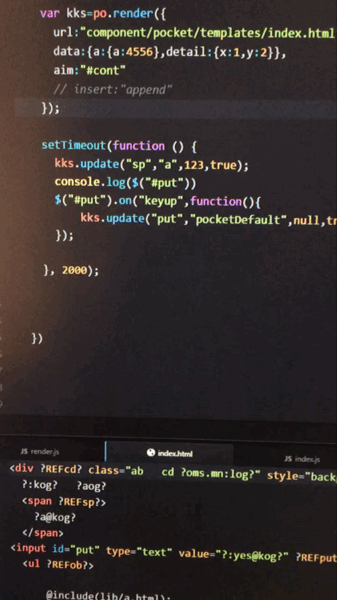 var kks=po.render({
url:"component/pocket/templates/index.html
data:{a:{a:4556},detail:{x:1,y:2}},
aim:"#cont"
// insert:"append"
});
setTimeout(function () {
kks.update("sp","a",123,true);
console.log($("#put"))
$("#put").on("keyup",function(){
kks.update("put","pocketDefault",null,tr
});
}, 2000);
})
JS render.js index.html JS index.js
<div ?REFcd? class="ab cd ?oms.mn:log?" style="back
?:kog? ?aog?
<span ?REFsp?>
?a@kog?
</span>
<input id="put" type="text" value="?:yes@kog?" ?REFput
<ul ?REFob?>
@include(lib/a.html);